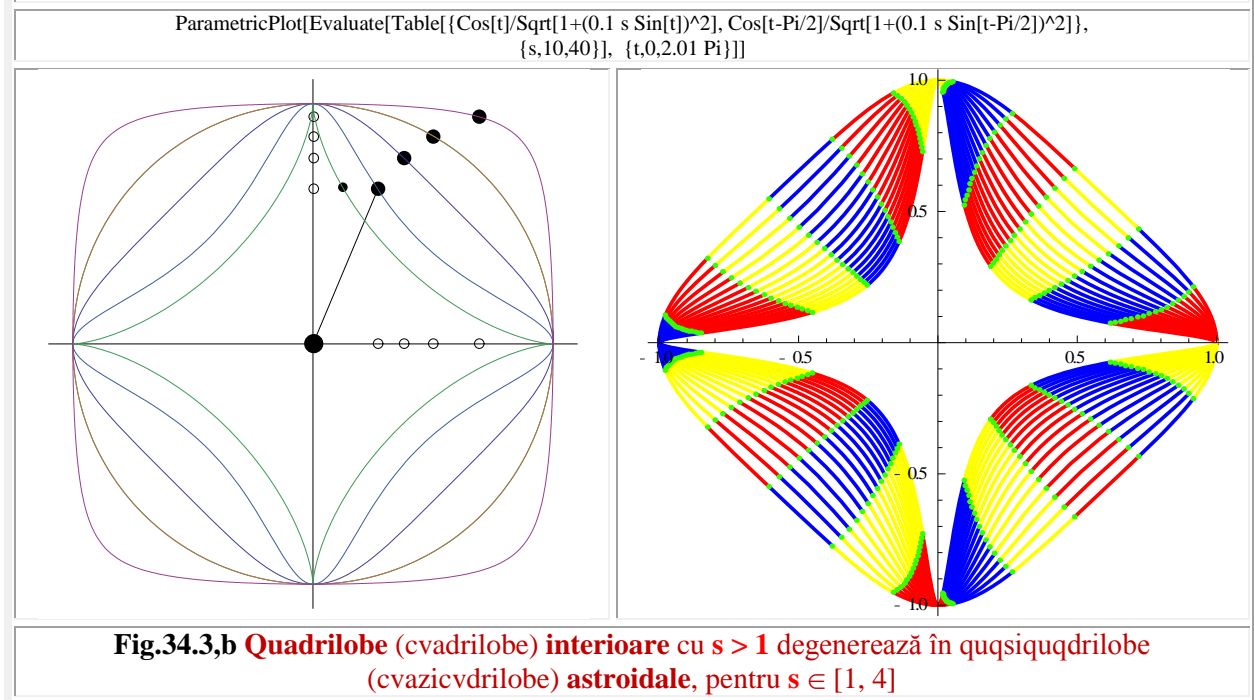 ParametricPlot[Evaluate[Table[{Cos[t]/Sqrt[1+(0.1 s Sin[t])^2], Cos[t-Pi/2]/Sqrt[1+(0.1 s Sin[t-Pi/2])^2]},
{s,10,40}], {t,0,2.01 Pi}]]
1.0
0.5
- 1.0
- 0.5
0.5
1.0
- 0.5
- 1.0
Fig.34.3,b Quadrilobe (cvadrilobe) interioare cu s > 1 degenerează în quqsiquqdrilobe
(cvazicvdrilobe) astroidale, pentru s ∈ [1, 4]